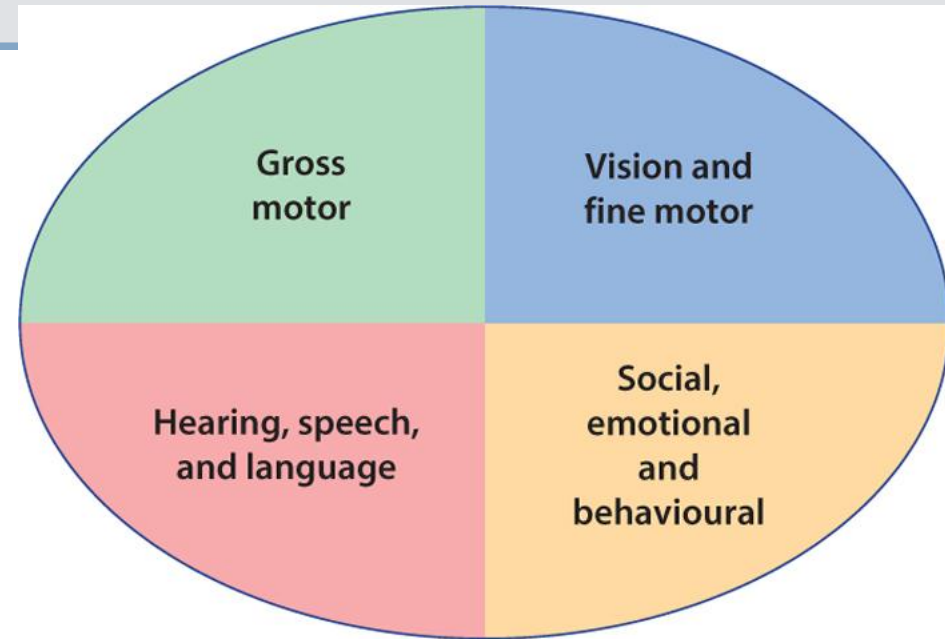 Gross
motor
Vision and
fine motor
Hearing, speech,
and language
Social,
emotional
and
behavioural